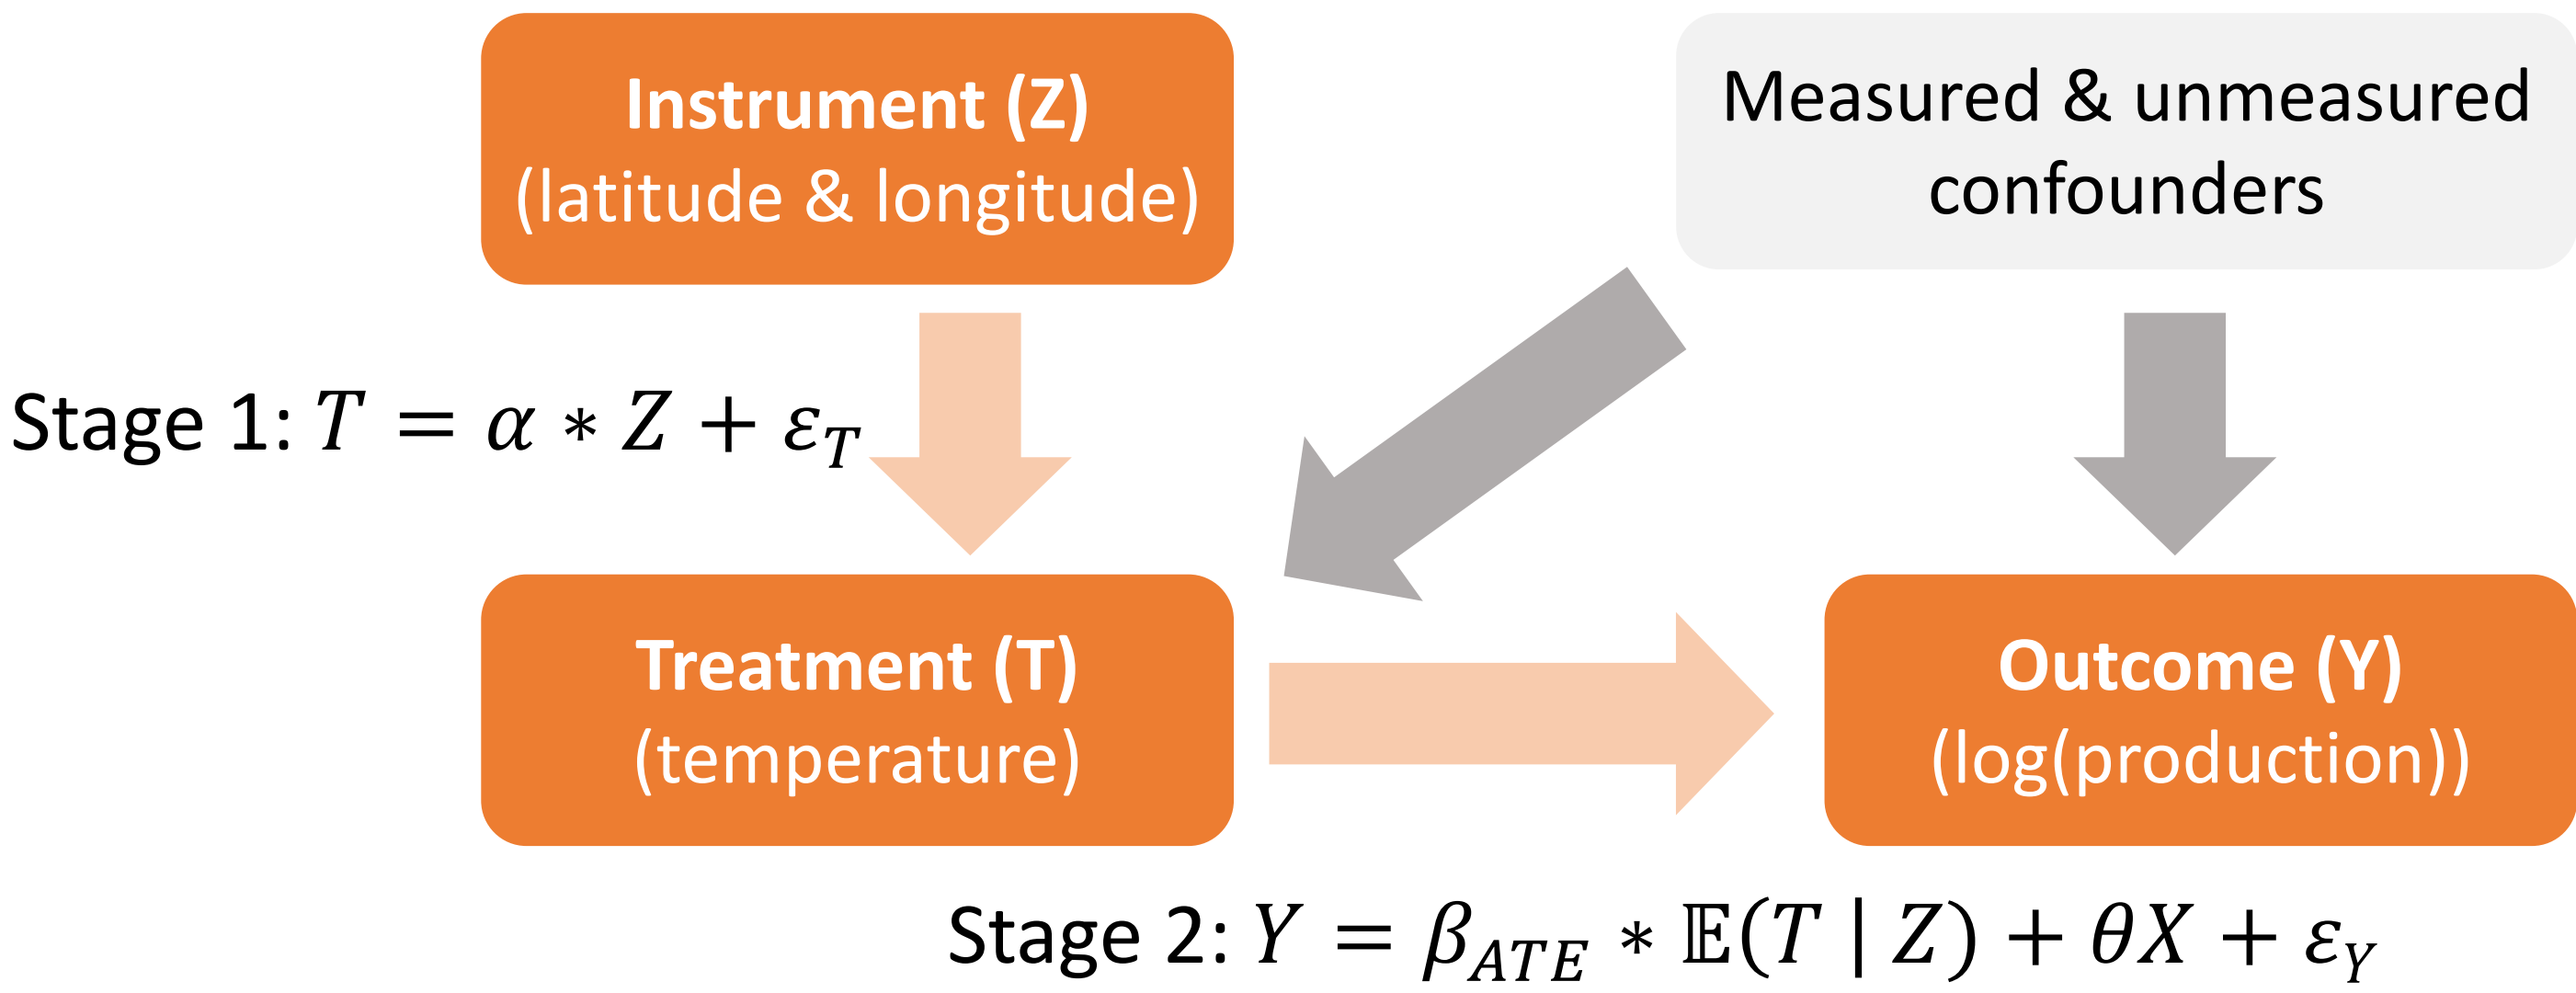 Instrument (Z)
(latitude & longitude)
Measured & unmeasured
confounders
Stage 1: T = α * Z + ε_T
Treatment (T)
(temperature)
Outcome (Y)
(log(production))
Stage 2: Y = β_ATE * 𝔼(T | Z) + θX + ε_Y